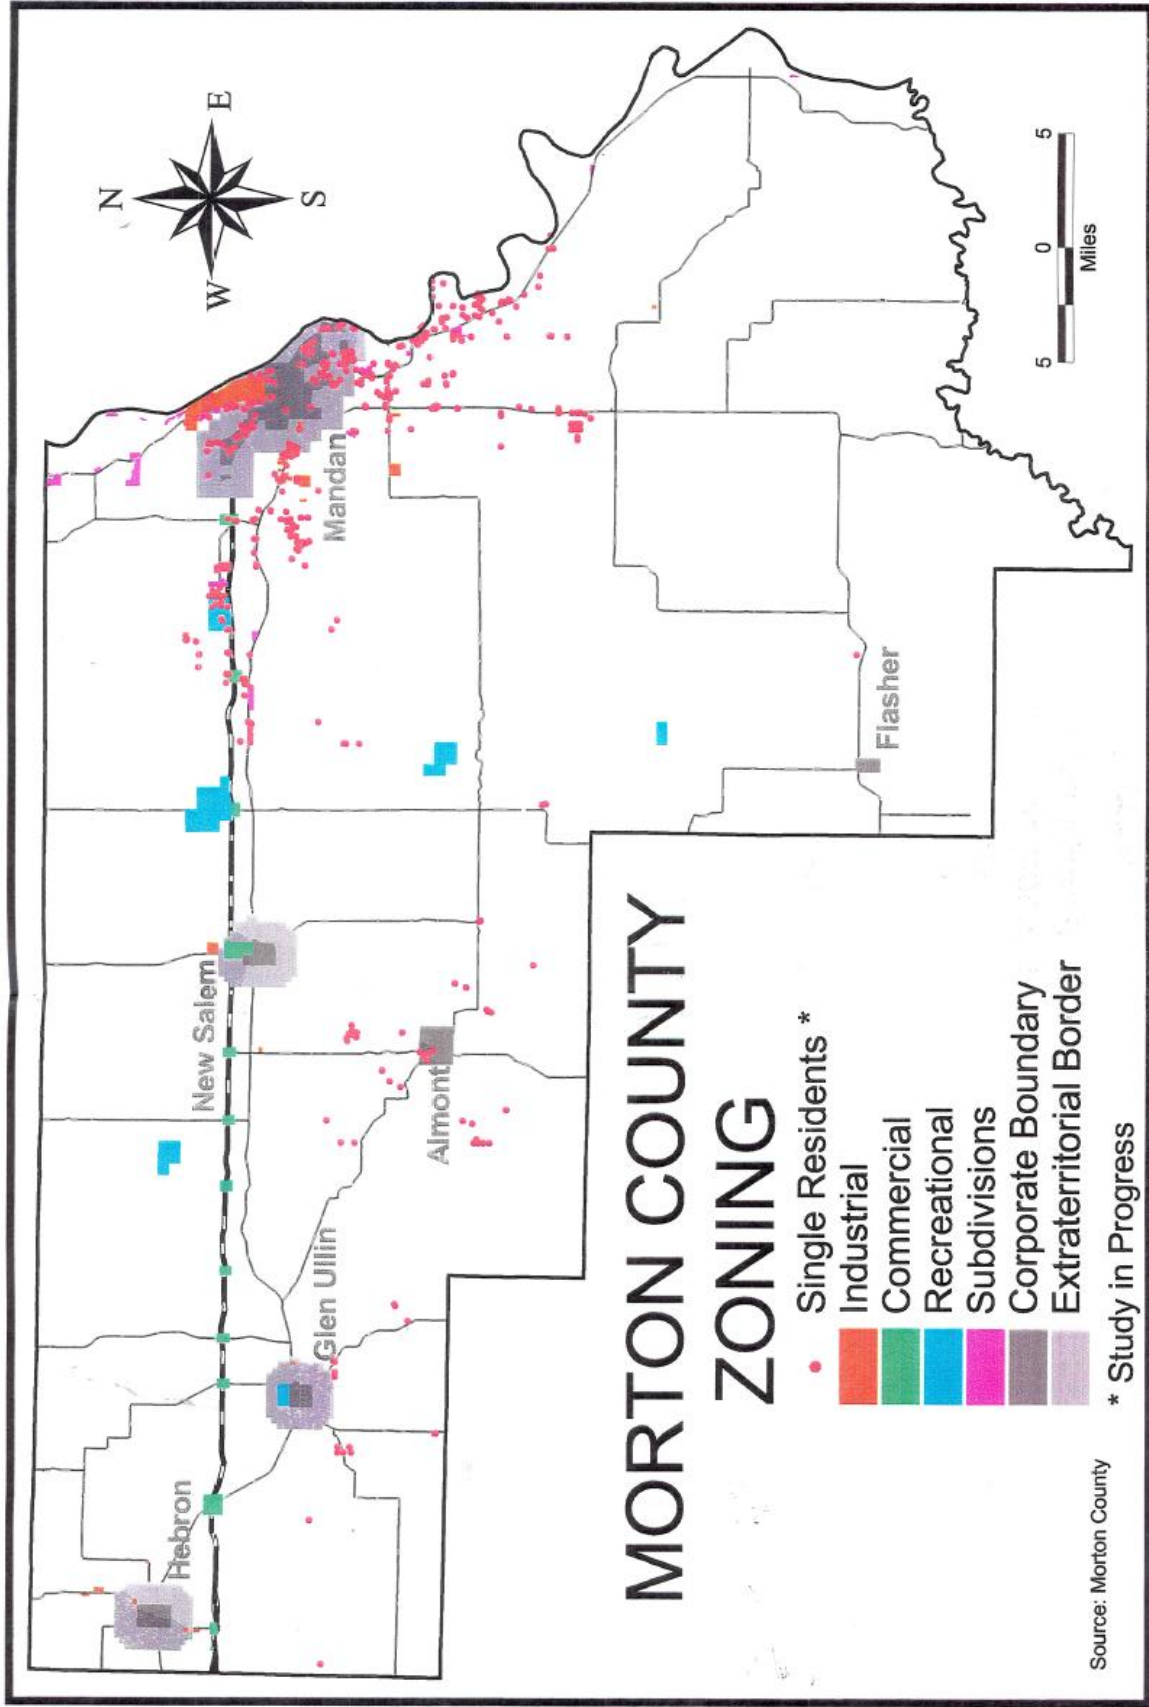 N
W
E
S
Hebron
New Salem
Glen Ullin
Almont
Mandan
Flasher
MORTON COUNTY
ZONING
Single Residents *
Industrial
Commercial
Recreational
Subdivisions
Corporate Boundary
Extraterritorial Border
* Study in Progress
Source: Morton County
5 0 5
Miles